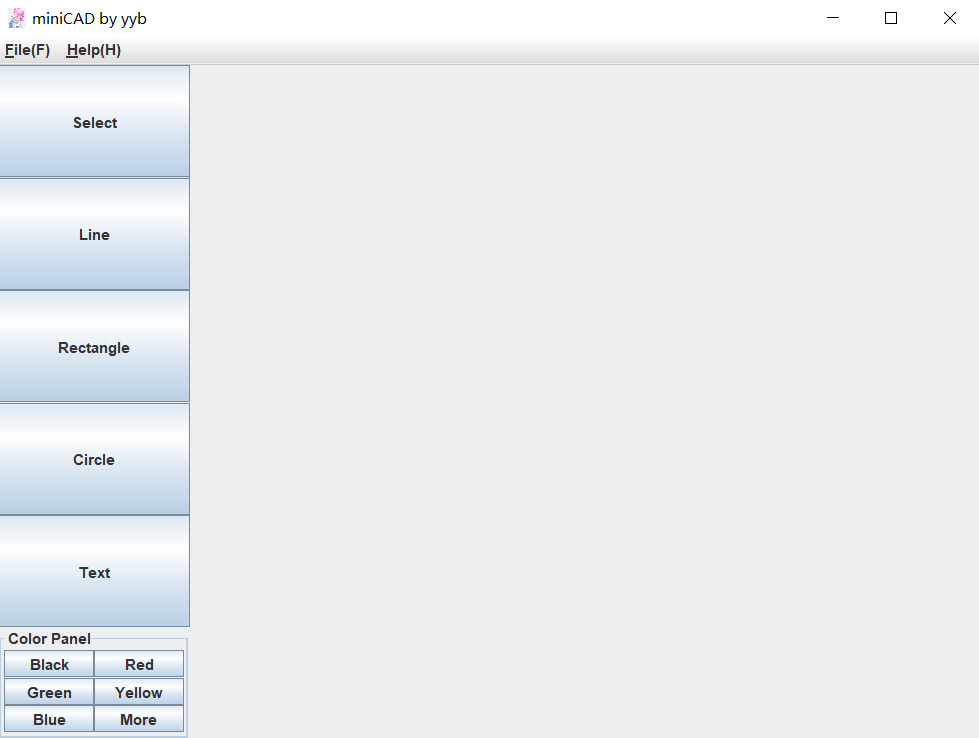 miniCAD by yyb
File(F) Help(H)
Select
Line
Rectangle
Circle
Text
Color Panel
Black Red
Green Yellow
Blue More